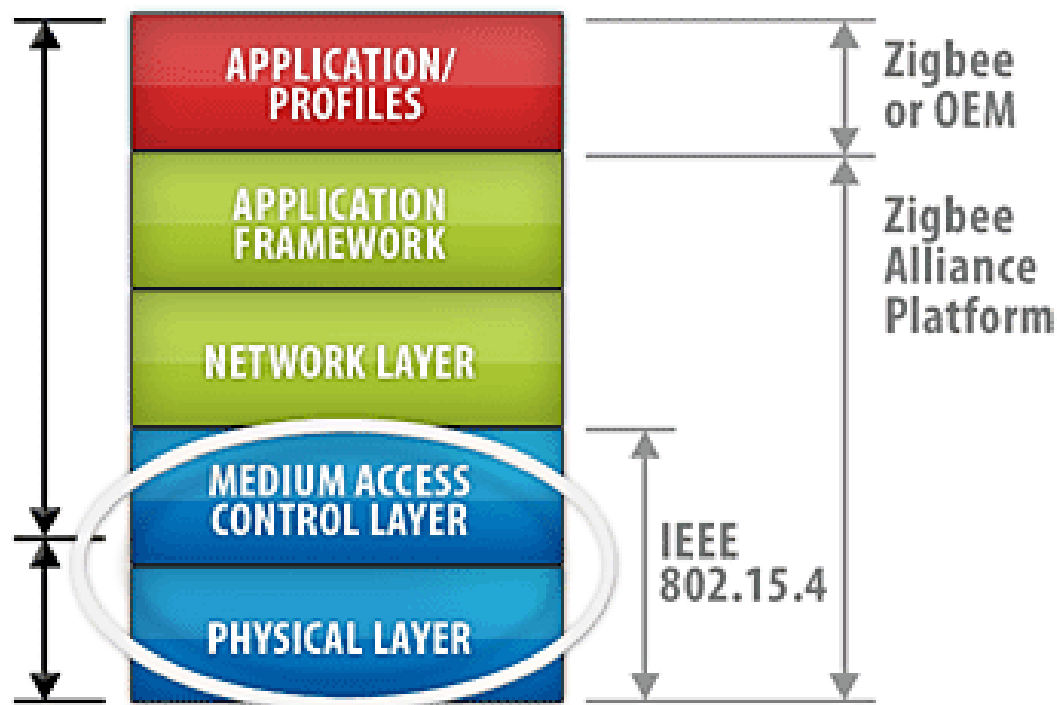 APPLICATION/
PROFILES
Zigbee
or OEM
APPLICATION
FRAMEWORK
Zigbee
Alliance
Platform
NETWORK LAYER
MEDIUM ACCESS
CONTROL LAYER
IEEE
802.15.4
PHYSICAL LAYER